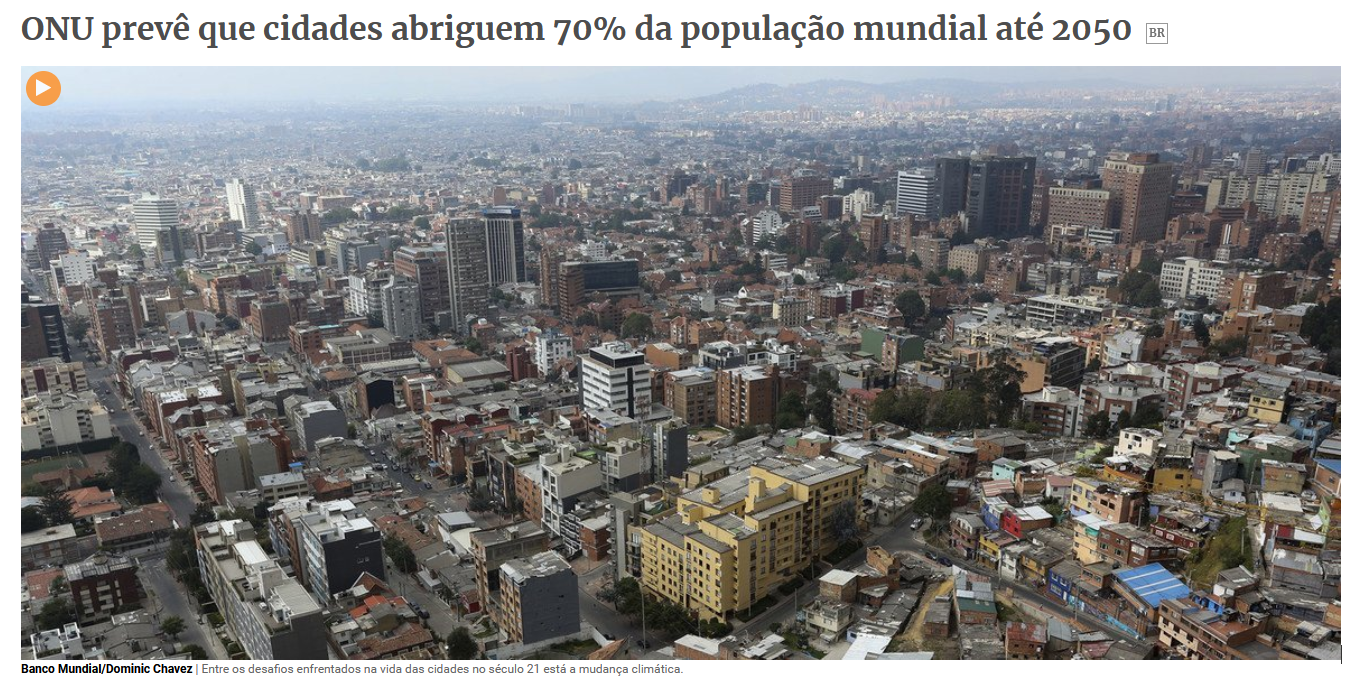 ONU prevê que cidades abriguem 70% da população mundial até 2050 BR
Banco Mundial/Dominic Chavez | Entre os desafios enfrentados na vida das cidades no século 21 está a mudança climática.